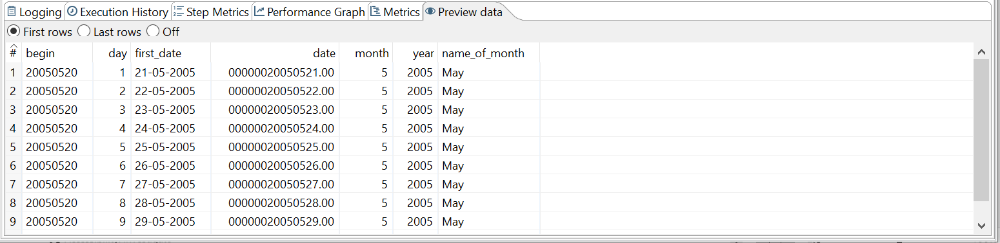 Logging Execution History Step Metrics Performance Graph Metrics Preview data
First rows Last rows Off
# begin day first_date date month year name_of_month
1 20050520 1 21-05-2005 00000020050521.00 5 2005 May
2 20050520 2 22-05-2005 00000020050522.00 5 2005 May
3 20050520 3 23-05-2005 00000020050523.00 5 2005 May
4 20050520 4 24-05-2005 00000020050524.00 5 2005 May
5 20050520 5 25-05-2005 00000020050525.00 5 2005 May
6 20050520 6 26-05-2005 00000020050526.00 5 2005 May
7 20050520 7 27-05-2005 00000020050527.00 5 2005 May
8 20050520 8 28-05-2005 00000020050528.00 5 2005 May
9 20050520 9 29-05-2005 00000020050529.00 5 2005 May